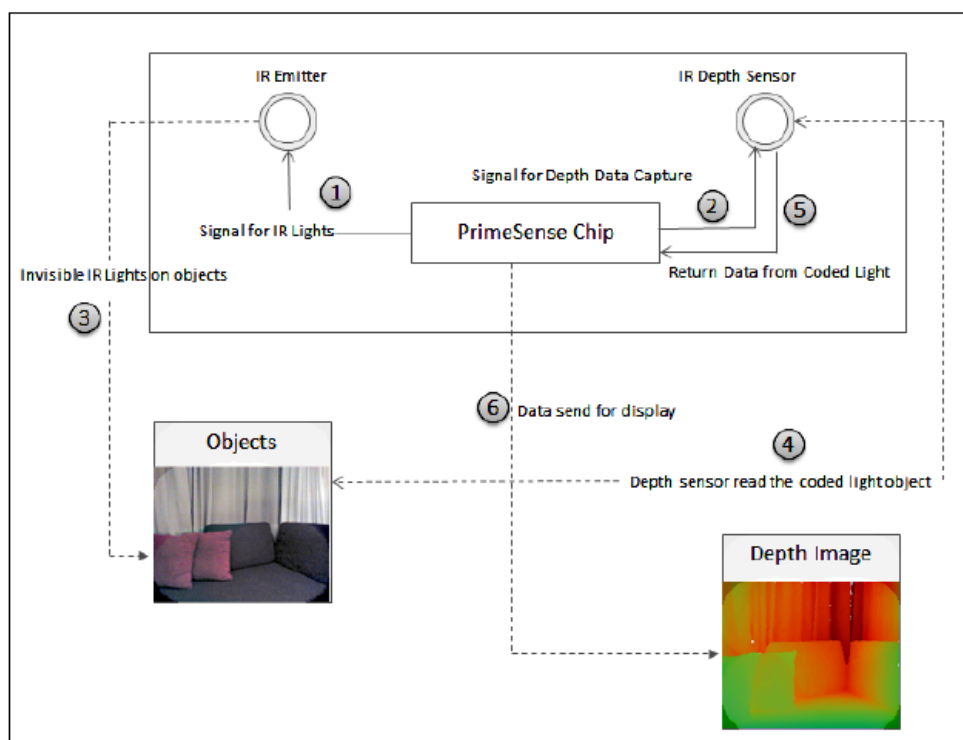 IR Emitter
IR Depth Sensor
Signal for Depth Data Capture
1
2
5
Signal for IR Lights
PrimeSense Chip
Return Data from Coded Light
Invisible IR Lights on objects
3
6
Data send for display
4
Objects
Depth sensor read the coded light object
Depth Image